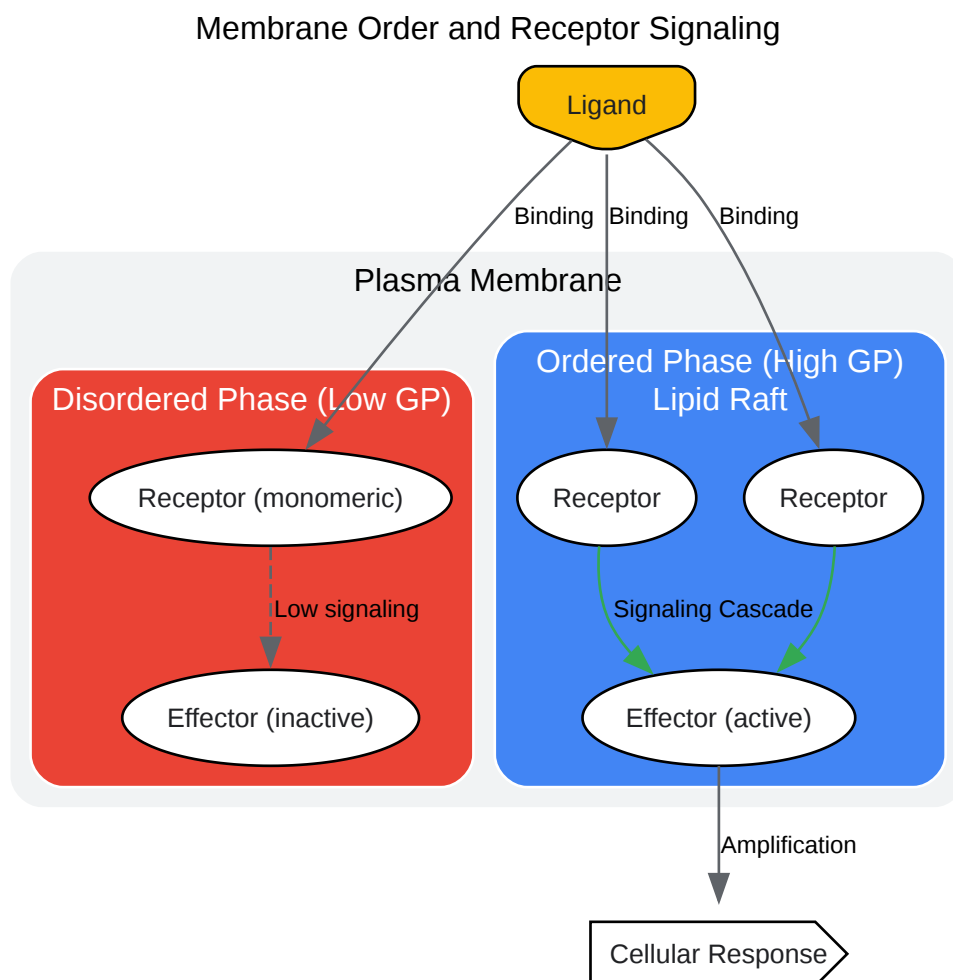 Membrane Order and Receptor Signaling
Ligand
Binding
Binding
Binding
Plasma Membrane
Disordered Phase (Low GP)
Ordered Phase (High GP)
Lipid Raft
Receptor (monomeric)
Receptor
Receptor
Low signaling
Signaling Cascade
Effector (inactive)
Effector (active)
Amplification
Cellular Response